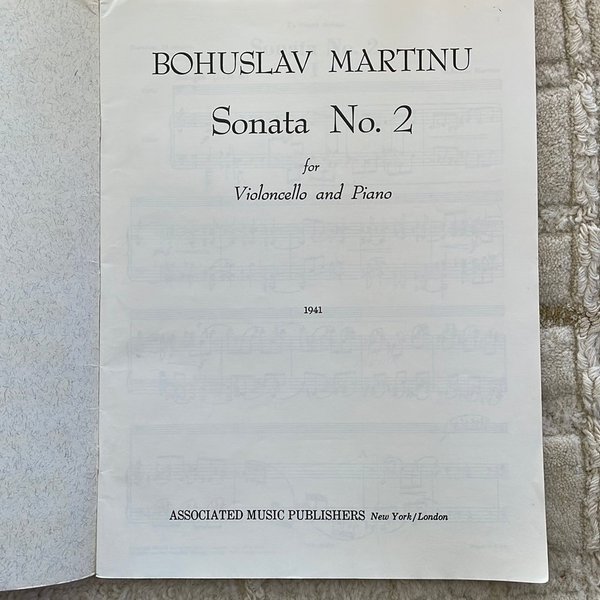 BOHUSLAV MARTINU
Sonata No. 2
for
Violoncello and Piano
1941
ASSOCIATED MUSIC PUBLISHERS New York/London